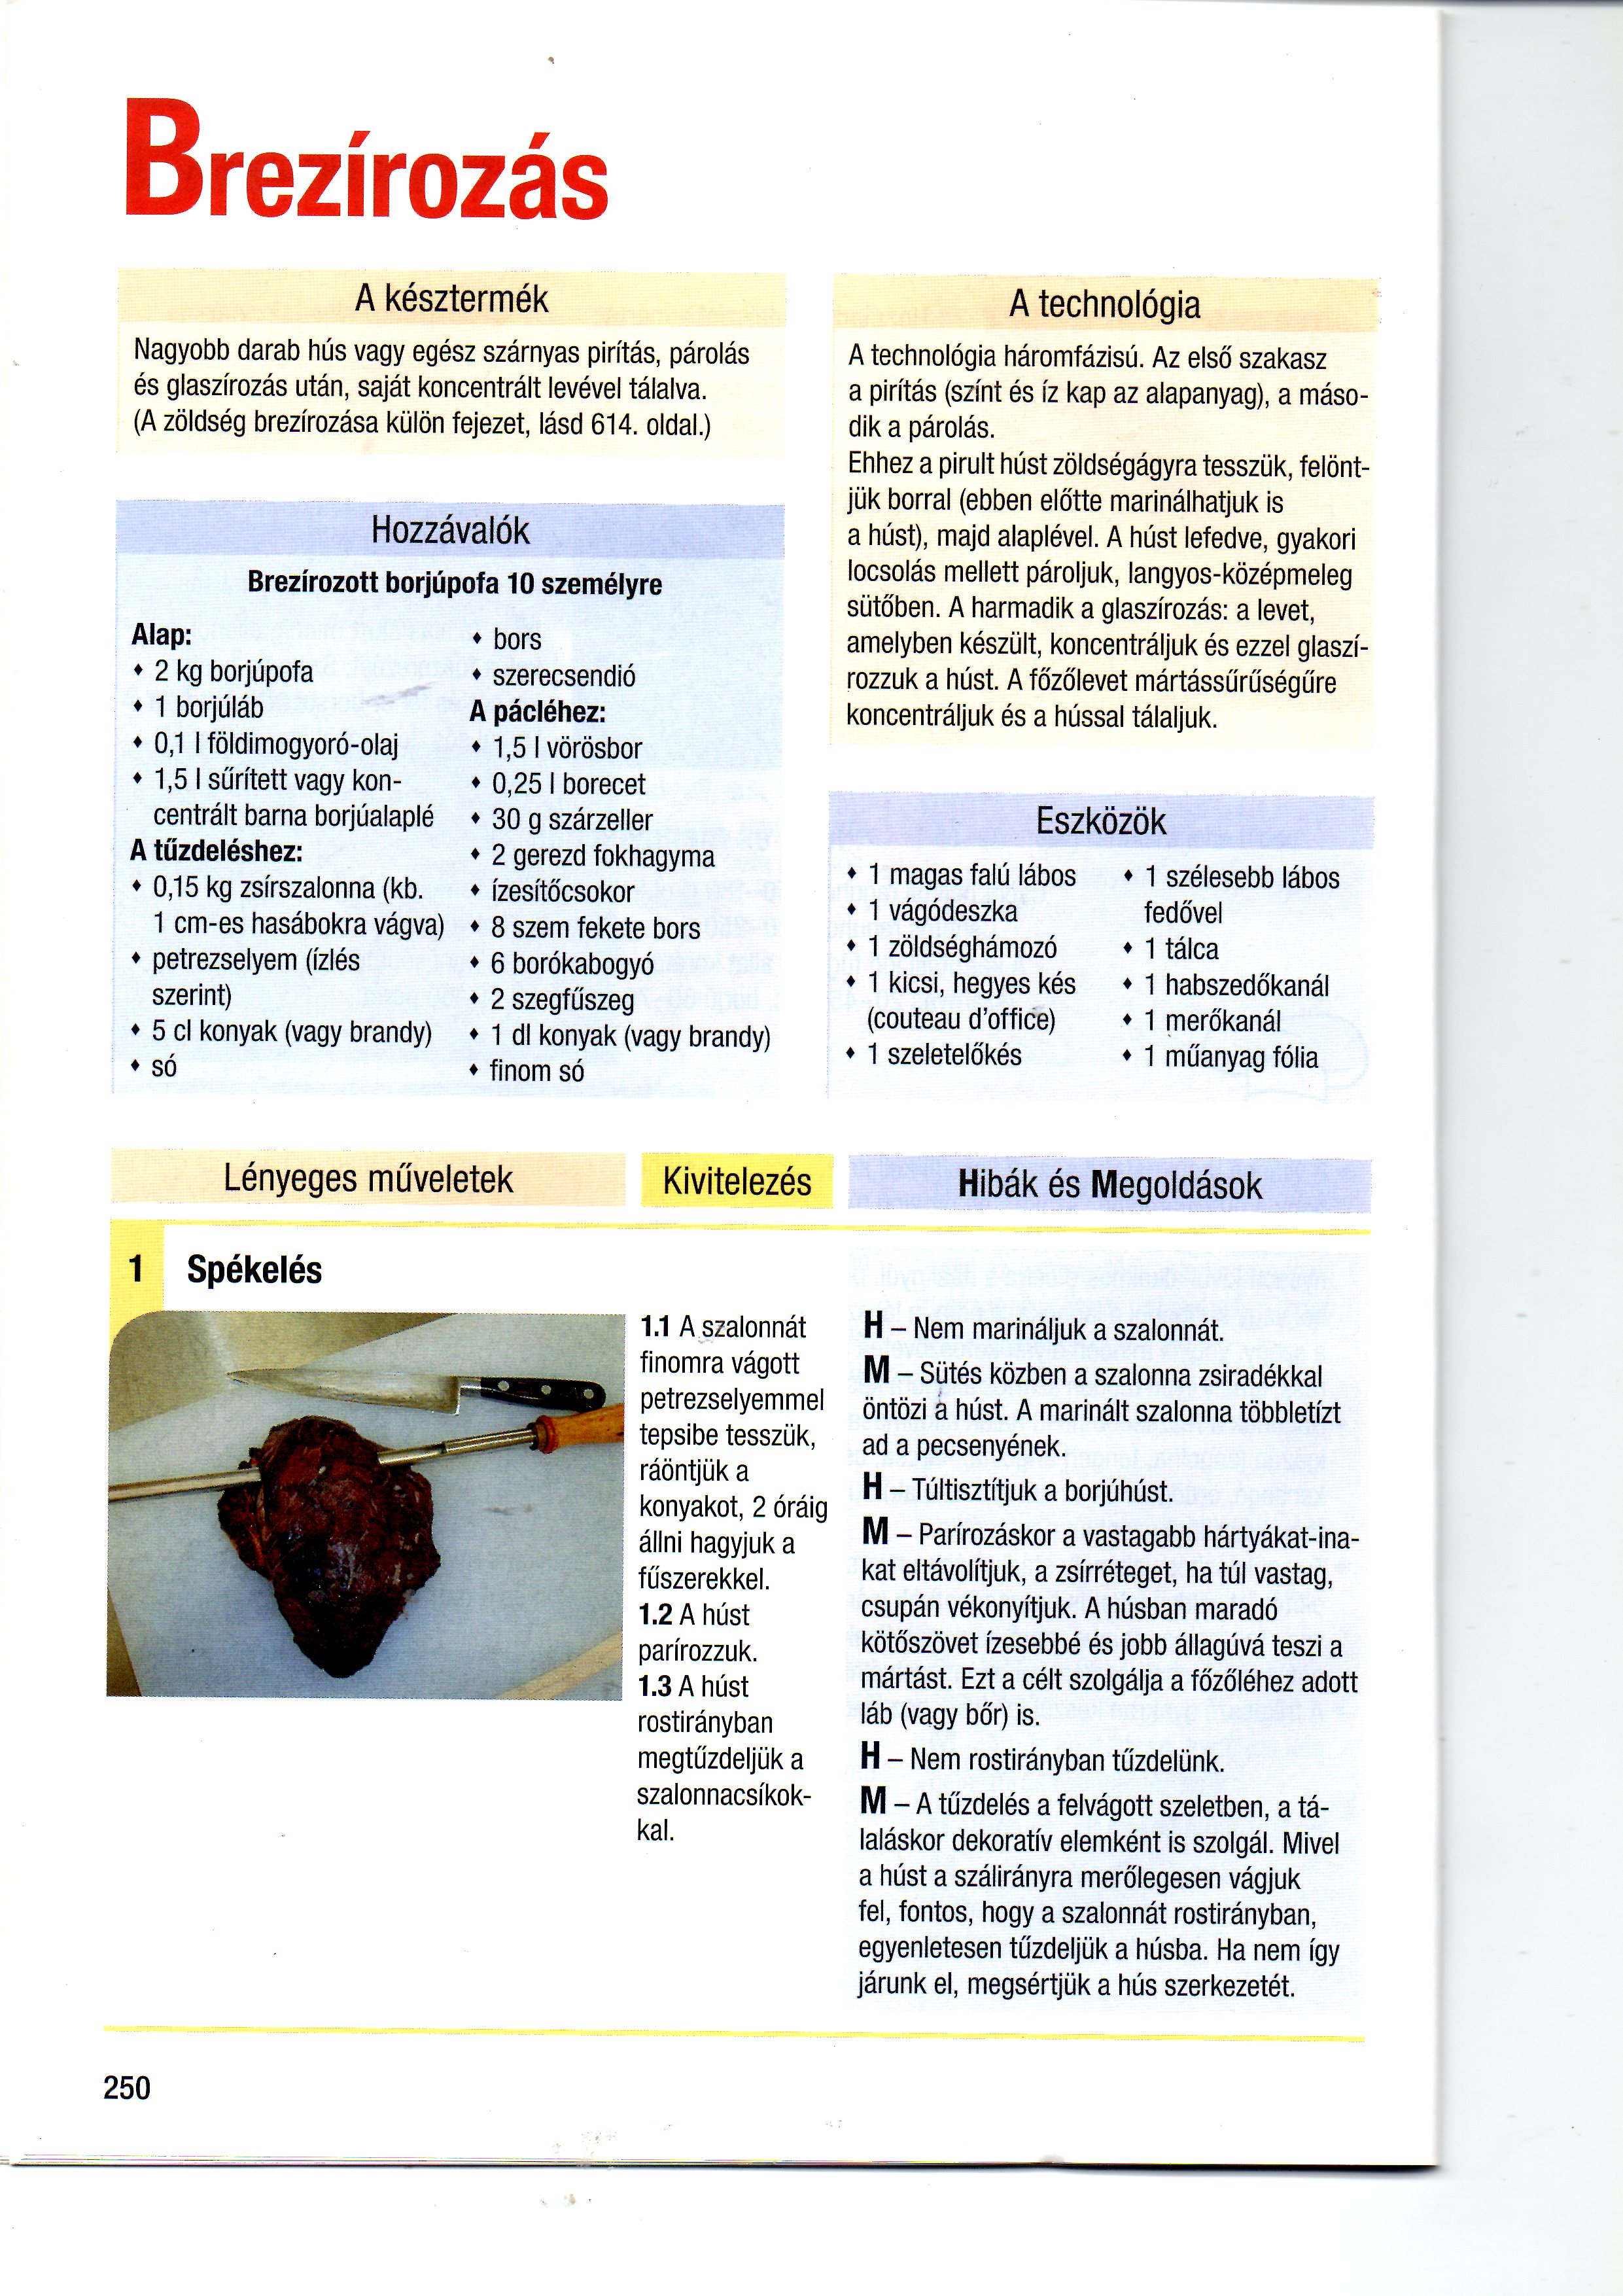 Brezírozás
A késztermék
Nagyobb darab hús vagy egész szárnyas pirítás, párolás
és glaszírozás után, saját koncentrált levével tálalva.
(A zöldség brezírozása külön fejezet, lásd 614. oldal.)
Hozzávalók
Brezírozott borjúpofa 10 személyre
Alap:
♦ 2 kg borjúpofa
♦ 1 borjúláb
♦ 0,1 l földimogyoró-olaj
♦ 1,5 l sűrített vagy kon-
centrált barna borjúalaplé
A tűzdeléshez:
♦ 0,15 kg zsírszalonna (kb.
1 cm-es hasábokra vágva)
♦ petrezselyem (ízlés
szerint)
♦ 5 cl konyak (vagy brandy)
♦ só
♦ bors
♦ szerecsendió
A pácléhez:
♦ 1,5 l vörösbor
♦ 0,25 l borecet
♦ 30 g szárzeller
♦ 2 gerezd fokhagyma
♦ ízesítőcsokor
♦ 8 szem fekete bors
♦ 6 borókabogyó
♦ 2 szegfűszeg
♦ 1 dl konyak (vagy brandy)
♦ finom só
A technológia
A technológia háromfázisú. Az első szakasz
a pirítás (színt és íz kap az alapanyag), a máso-
dik a párolás.
Ehhez a pirult húst zöldségágyra tesszük, felönt-
jük borral (ebben előtte marinálhatjuk is
a húst), majd alaplével. A húst lefedve, gyakori
locsolás mellett pároljuk, langyos-középmeleg
sütőben. A harmadik a glaszírozás: a levet,
amelyben készült, koncentráljuk és ezzel glaszí-
rozzuk a húst. A főzőlevet mártássűrűségűre
koncentráljuk és a hússal tálaljuk.
Eszközök
♦ 1 magas falú lábos
♦ 1 vágódeszka
♦ 1 zöldséghámozó
♦ 1 kicsi, hegyes kés
(couteau d'office)
♦ 1 szeletelőkés
♦ 1 szélesebb lábos
fedővel
♦ 1 tálca
♦ 1 habszedőkanál
♦ 1 merőkanál
♦ 1 műanyag fólia
Lényeges műveletek
Kivitelezés
Hibák és Megoldások
1 Spékelés
1.1 A szalonnát
finomra vágott
petrezselyemmel
tepsibe tesszük,
ráöntjük a
konyakot, 2 óráig
állni hagyjuk a
fűszerekkel.
1.2 A húst
parírozzuk.
1.3 A húst
rostirányban
megtűzdeljük a
szalonnacsíkok-
kal.
H – Nem marináljuk a szalonnát.
M – Sütés közben a szalonna zsiradékkal
öntözi a húst. A marinált szalonna többletízt
ad a pecsenyének.
H – Túltisztítjuk a borjúhúst.
M – Parírozáskor a vastagabb hártyákat-ina-
kat eltávolítjuk, a zsírréteget, ha túl vastag,
csupán vékonyítjuk. A húsban maradó
kötőszövet ízesebbé és jobb állagúvá teszi a
mártást. Ezt a célt szolgálja a főzőléhez adott
láb (vagy bőr) is.
H – Nem rostirányban tűzdelünk.
M – A tűzdelés a felvágott szeletben, a tá-
laláskor dekoratív elemként is szolgál. Mivel
a húst a szálirányra merőlegesen vágjuk
fel, fontos, hogy a szalonnát rostirányban,
egyenletesen tűzdeljük a húsba. Ha nem így
járunk el, megsértjük a hús szerkezetét.
250